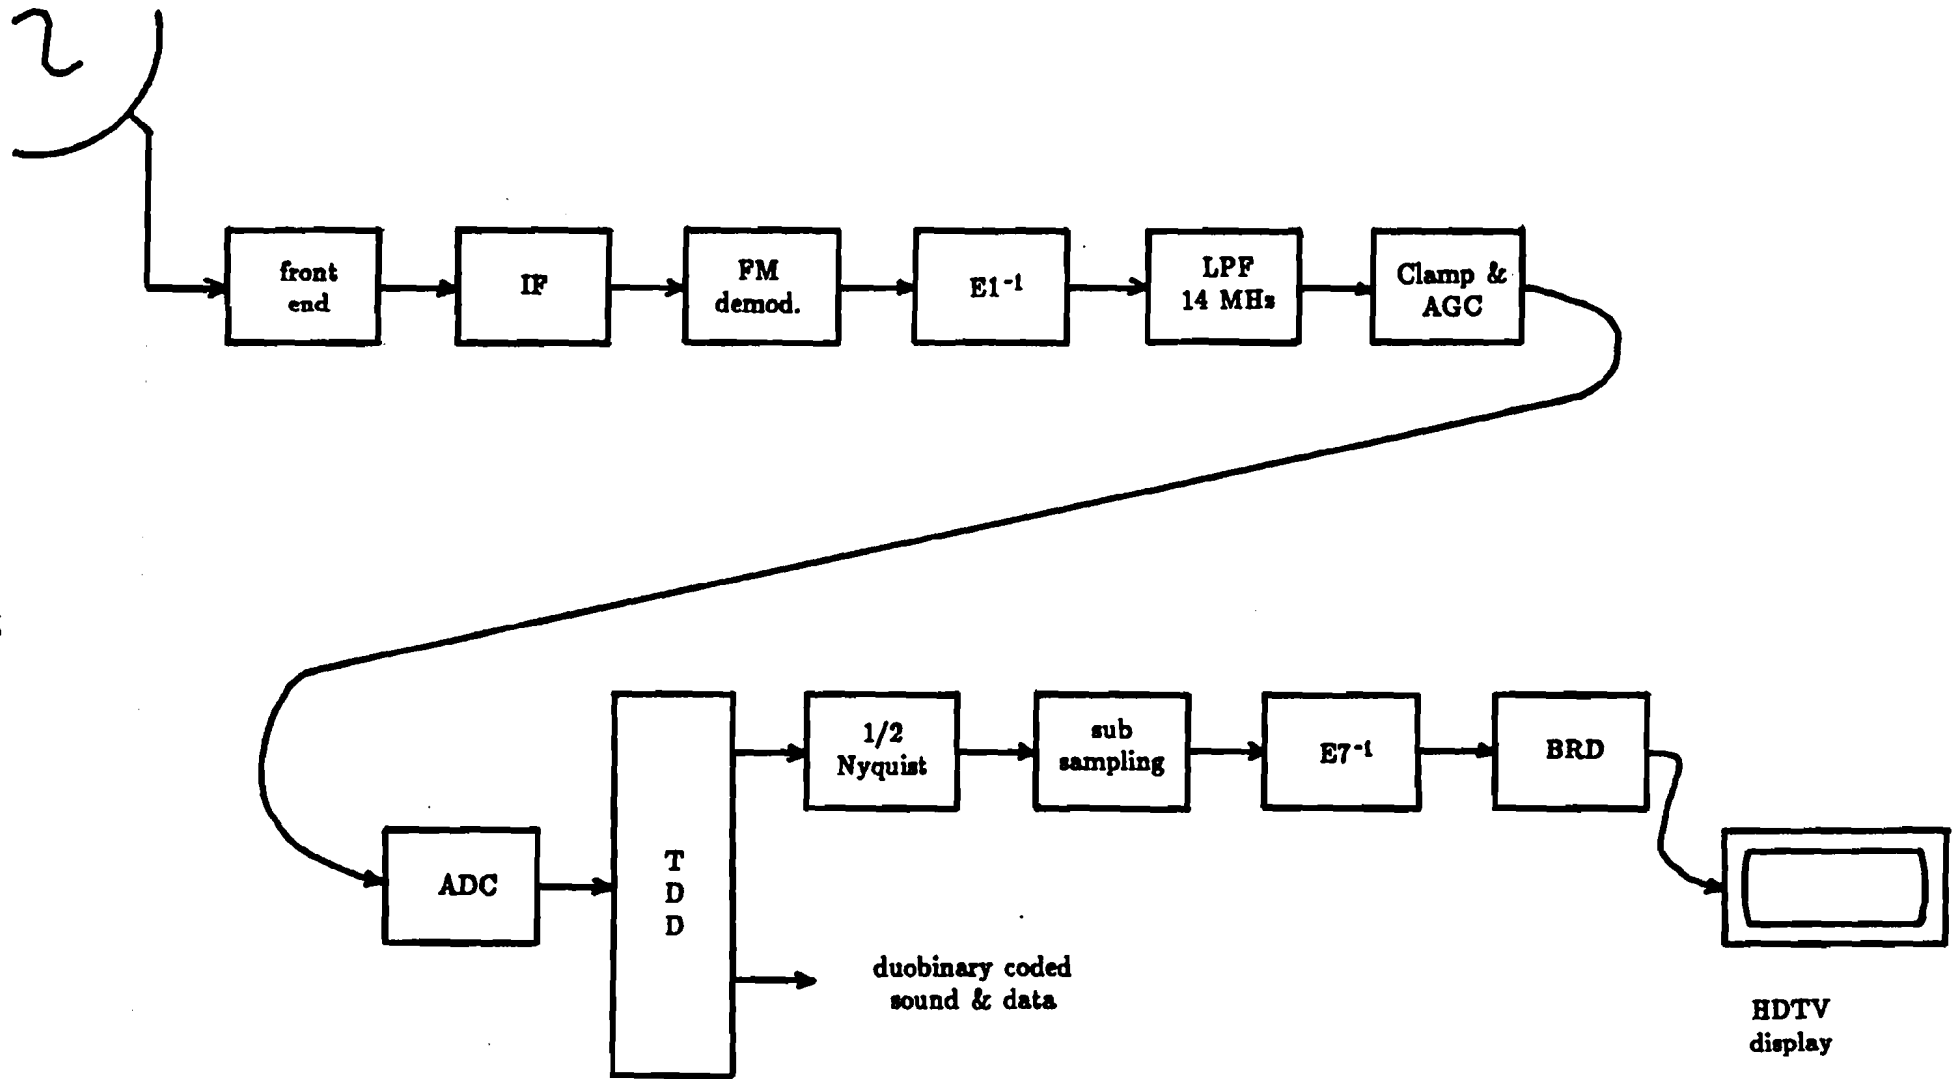 front
end
IF
FM
demod.
E1⁻¹
LPF
14 MHz
Clamp &
AGC
ADC
T
D
D
1/2
Nyquist
sub
sampling
E7⁻¹
BRD
duobinary coded
sound & data
HDTV
display